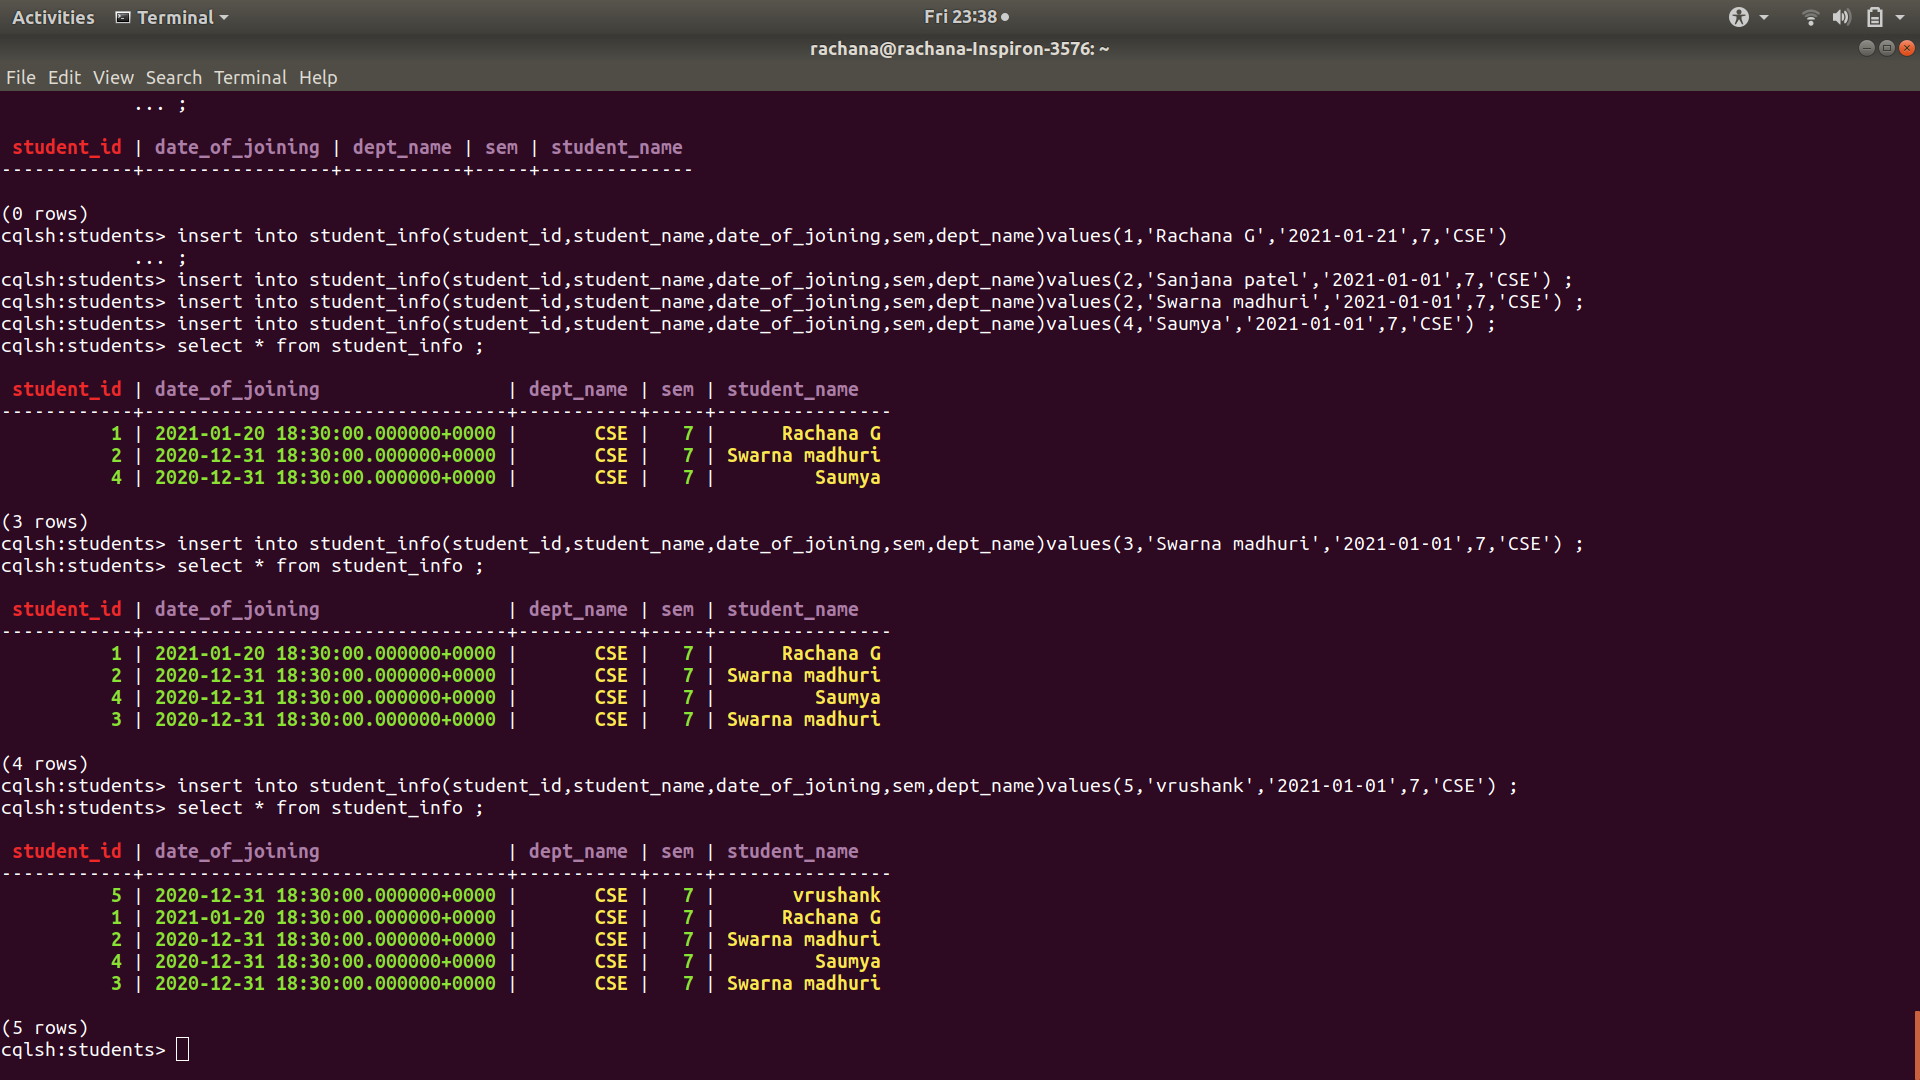 Activities Terminal Fri 23:38
rachana@rachana-Inspiron-3576: ~
File Edit View Search Terminal Help
... ;
student_id | date_of_joining | dept_name | sem | student_name
------------+-----------------+-----------+-----+--------------
(0 rows)
cqlsh:students> insert into student_info(student_id,student_name,date_of_joining,sem,dept_name)values(1,'Rachana G','2021-01-21',7,'CSE')
... ;
cqlsh:students> insert into student_info(student_id,student_name,date_of_joining,sem,dept_name)values(2,'Sanjana patel','2021-01-01',7,'CSE') ;
cqlsh:students> insert into student_info(student_id,student_name,date_of_joining,sem,dept_name)values(2,'Swarna madhuri','2021-01-01',7,'CSE') ;
cqlsh:students> insert into student_info(student_id,student_name,date_of_joining,sem,dept_name)values(4,'Saumya','2021-01-01',7,'CSE') ;
cqlsh:students> select * from student_info ;
student_id | date_of_joining | dept_name | sem | student_name
------------+---------------------------------+-----------+-----+----------------
1 | 2021-01-20 18:30:00.000000+0000 | CSE | 7 | Rachana G
2 | 2020-12-31 18:30:00.000000+0000 | CSE | 7 | Swarna madhuri
4 | 2020-12-31 18:30:00.000000+0000 | CSE | 7 | Saumya
(3 rows)
cqlsh:students> insert into student_info(student_id,student_name,date_of_joining,sem,dept_name)values(3,'Swarna madhuri','2021-01-01',7,'CSE') ;
cqlsh:students> select * from student_info ;
student_id | date_of_joining | dept_name | sem | student_name
------------+---------------------------------+-----------+-----+----------------
1 | 2021-01-20 18:30:00.000000+0000 | CSE | 7 | Rachana G
2 | 2020-12-31 18:30:00.000000+0000 | CSE | 7 | Swarna madhuri
4 | 2020-12-31 18:30:00.000000+0000 | CSE | 7 | Saumya
3 | 2020-12-31 18:30:00.000000+0000 | CSE | 7 | Swarna madhuri
(4 rows)
cqlsh:students> insert into student_info(student_id,student_name,date_of_joining,sem,dept_name)values(5,'vrushank','2021-01-01',7,'CSE') ;
cqlsh:students> select * from student_info ;
student_id | date_of_joining | dept_name | sem | student_name
------------+---------------------------------+-----------+-----+----------------
5 | 2020-12-31 18:30:00.000000+0000 | CSE | 7 | vrushank
1 | 2021-01-20 18:30:00.000000+0000 | CSE | 7 | Rachana G
2 | 2020-12-31 18:30:00.000000+0000 | CSE | 7 | Swarna madhuri
4 | 2020-12-31 18:30:00.000000+0000 | CSE | 7 | Saumya
3 | 2020-12-31 18:30:00.000000+0000 | CSE | 7 | Swarna madhuri
(5 rows)
cqlsh:students>